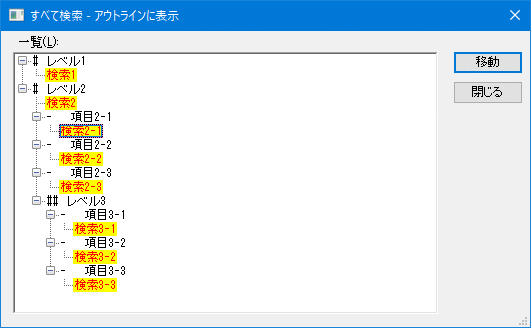 すべて検索 - アウトラインに表示
一覧(L):
# レベル1
検索1
# レベル2
検索2
- 項目2-1
検索2-1
- 項目2-2
検索2-2
- 項目2-3
検索2-3
## レベル3
- 項目3-1
検索3-1
- 項目3-2
検索3-2
- 項目3-3
検索3-3
移動
閉じる